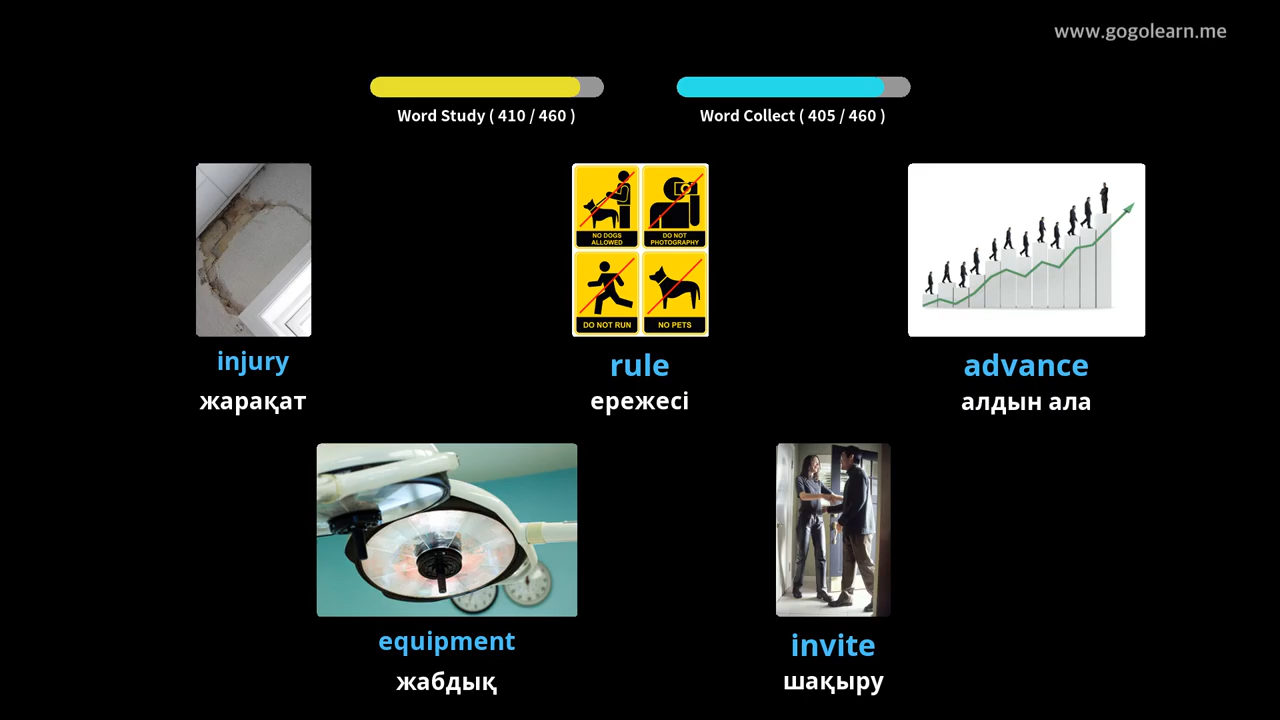 www.gogolearn.me
Word Study ( 410 / 460 )
Word Collect ( 405 / 460 )
NO DOGS
ALLOWED
DO NOT
PHOTOGRAPHY
DO NOT RUN
NO PETS
injury
жарақат
rule
ережесі
advance
алдын ала
equipment
жабдық
invite
шақыру